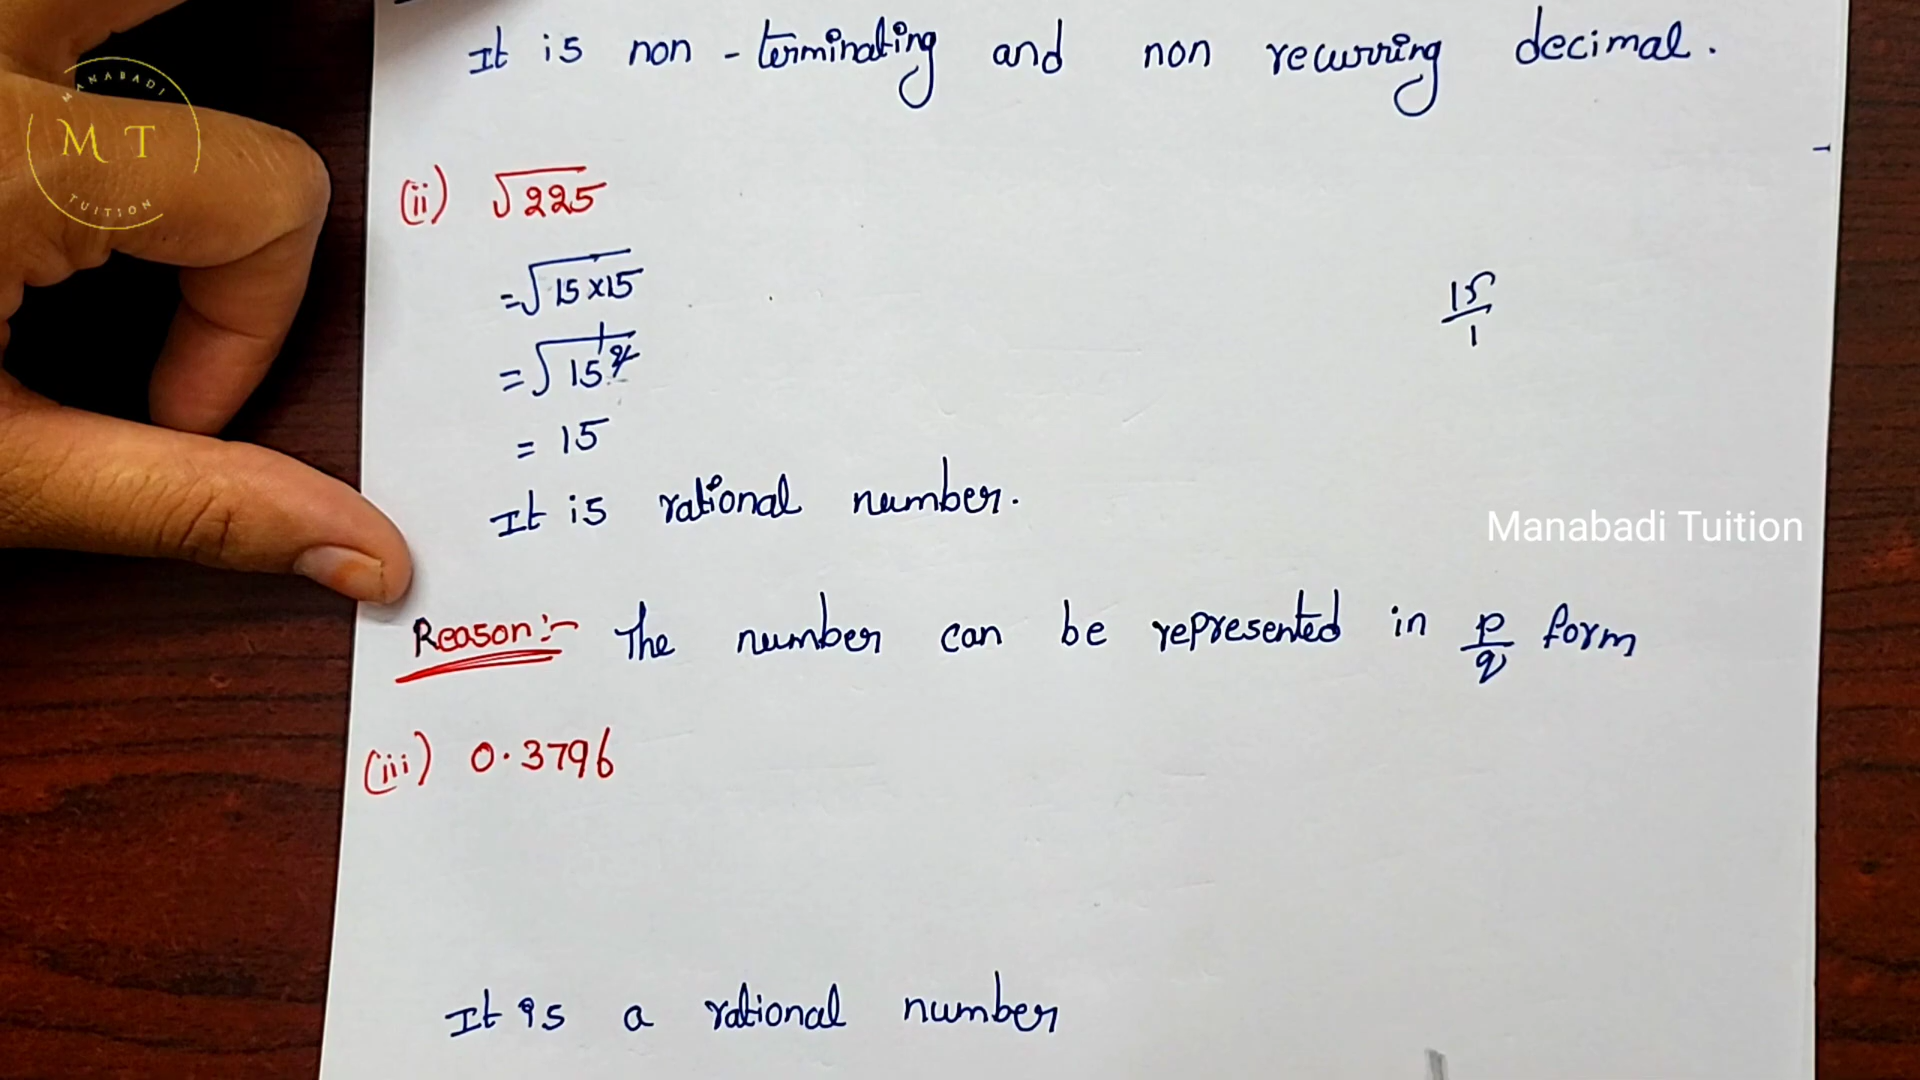 It is non - terminating and non recurring decimal.
MANABADI
M T
TUITION
(ii) √225
= √15×15
= √15²
= 15
15/1
It is rational number.
Manabadi Tuition
Reason:- The number can be represented in p/q form
(iii) 0.3796
It is a rational number